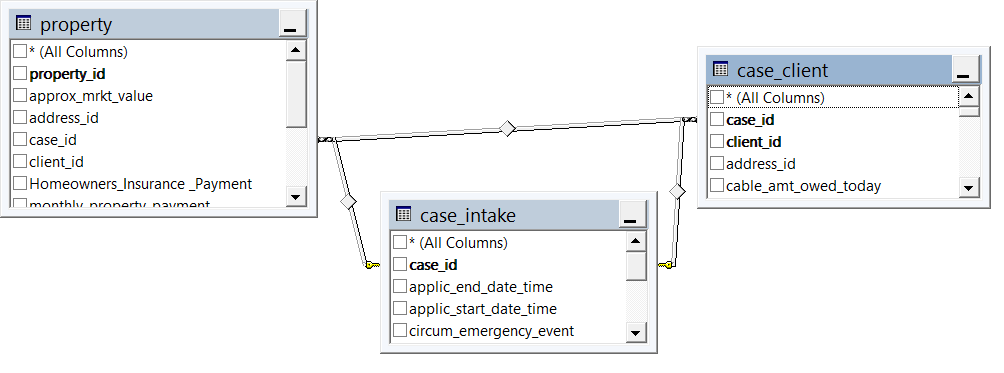 property
* (All Columns)
property_id
approx_mrkt_value
address_id
case_id
client_id
Homeowners_Insurance _Payment
monthly_property_payment
case_client
* (All Columns)
case_id
client_id
address_id
cable_amt_owed_today
case_intake
* (All Columns)
case_id
applic_end_date_time
applic_start_date_time
circum_emergency_event